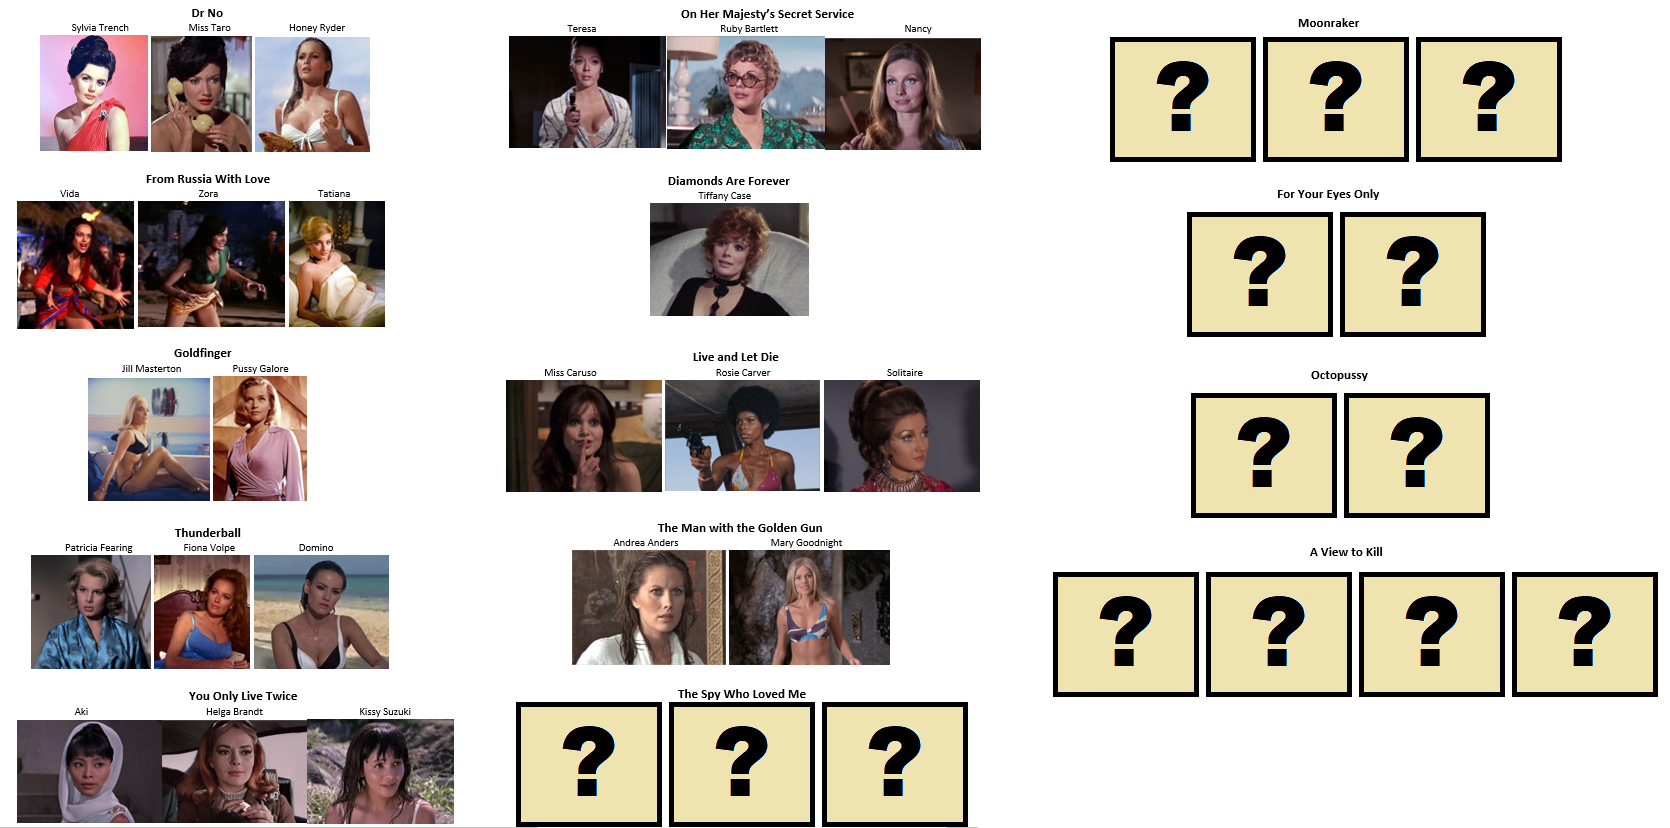 Dr No
Sylvia Trench Miss Taro Honey Ryder
From Russia With Love
Vida Zora Tatiana
Goldfinger
Jill Masterton Pussy Galore
Thunderball
Patricia Fearing Fiona Volpe Domino
You Only Live Twice
Aki Helga Brandt Kissy Suzuki
On Her Majesty's Secret Service
Teresa Ruby Bartlett Nancy
Diamonds Are Forever
Tiffany Case
Live and Let Die
Miss Caruso Rosie Carver Solitaire
The Man with the Golden Gun
Andrea Anders Mary Goodnight
The Spy Who Loved Me
? ? ?
Moonraker
? ? ?
For Your Eyes Only
? ?
Octopussy
? ?
A View to Kill
? ? ? ?